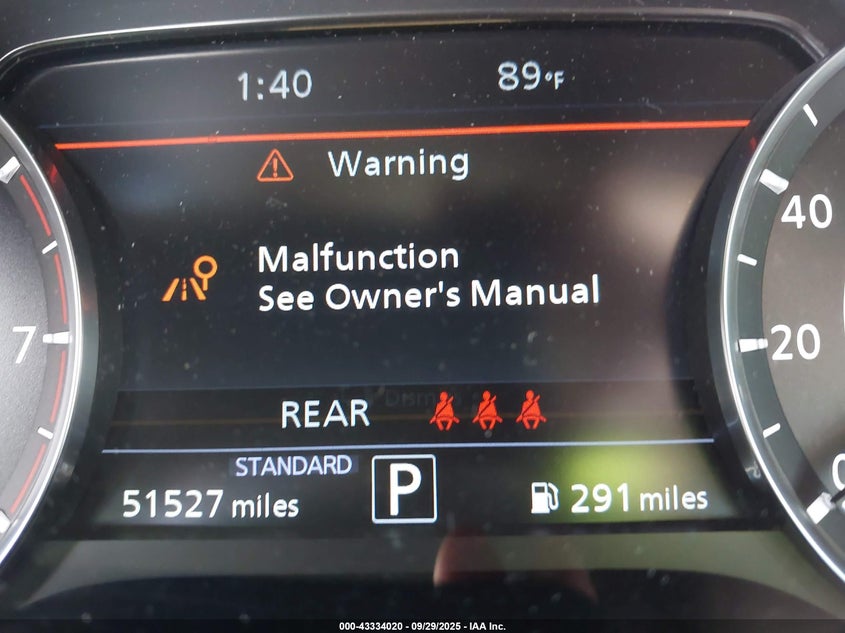 1:40 89°F
Warning
Malfunction
See Owner's Manual
REAR
STANDARD
51527 miles P 291 miles
7
40
20
0
000-43334020 - 09/29/2025 - IAA Inc.